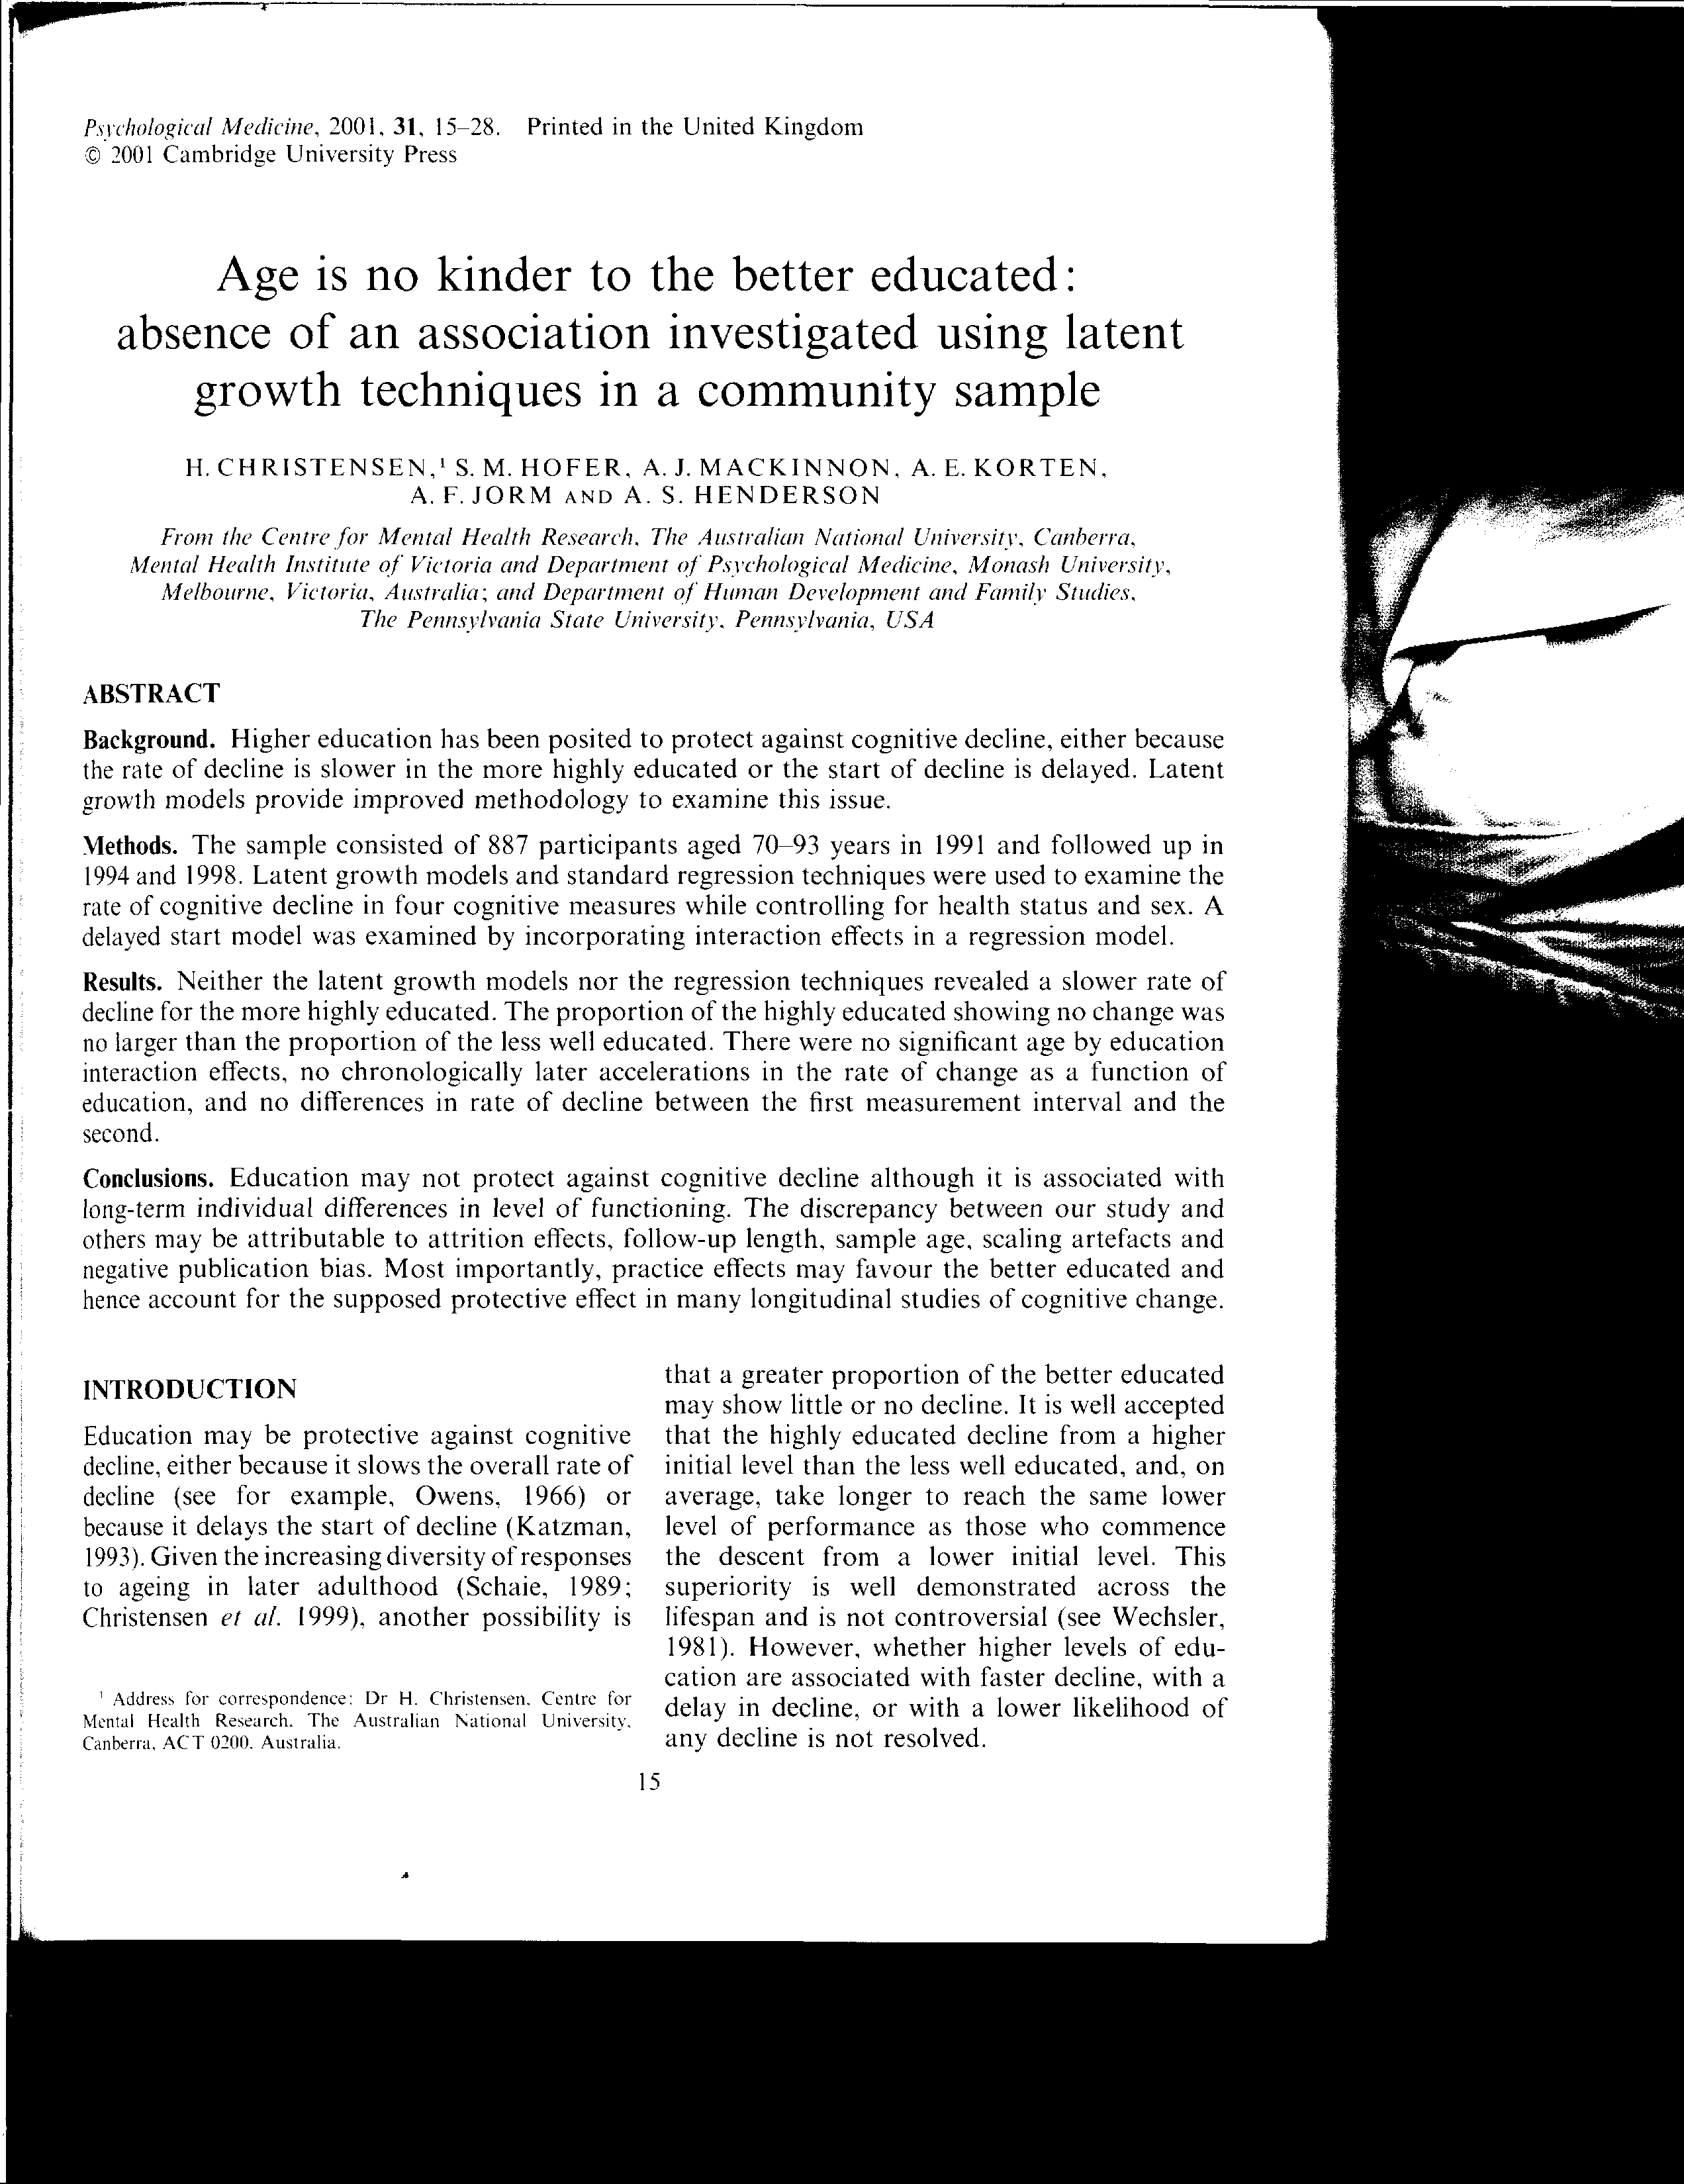 Psychological Medicine, 2001, 31, 15–28. Printed in the United Kingdom
© 2001 Cambridge University Press
Age is no kinder to the better educated:
absence of an association investigated using latent
growth techniques in a community sample
H. CHRISTENSEN,¹ S. M. HOFER, A. J. MACKINNON, A. E. KORTEN,
A. F. JORM AND A. S. HENDERSON
From the Centre for Mental Health Research, The Australian National University, Canberra,
Mental Health Institute of Victoria and Department of Psychological Medicine, Monash University,
Melbourne, Victoria, Australia; and Department of Human Development and Family Studies,
The Pennsylvania State University, Pennsylvania, USA
ABSTRACT
Background. Higher education has been posited to protect against cognitive decline, either because
the rate of decline is slower in the more highly educated or the start of decline is delayed. Latent
growth models provide improved methodology to examine this issue.
Methods. The sample consisted of 887 participants aged 70–93 years in 1991 and followed up in
1994 and 1998. Latent growth models and standard regression techniques were used to examine the
rate of cognitive decline in four cognitive measures while controlling for health status and sex. A
delayed start model was examined by incorporating interaction effects in a regression model.
Results. Neither the latent growth models nor the regression techniques revealed a slower rate of
decline for the more highly educated. The proportion of the highly educated showing no change was
no larger than the proportion of the less well educated. There were no significant age by education
interaction effects, no chronologically later accelerations in the rate of change as a function of
education, and no differences in rate of decline between the first measurement interval and the
second.
Conclusions. Education may not protect against cognitive decline although it is associated with
long-term individual differences in level of functioning. The discrepancy between our study and
others may be attributable to attrition effects, follow-up length, sample age, scaling artefacts and
negative publication bias. Most importantly, practice effects may favour the better educated and
hence account for the supposed protective effect in many longitudinal studies of cognitive change.
INTRODUCTION
Education may be protective against cognitive
decline, either because it slows the overall rate of
decline (see for example, Owens, 1966) or
because it delays the start of decline (Katzman,
1993). Given the increasing diversity of responses
to ageing in later adulthood (Schaie, 1989;
Christensen et al. 1999), another possibility is
¹ Address for correspondence: Dr H. Christensen, Centre for
Mental Health Research, The Australian National University,
Canberra, ACT 0200, Australia.
that a greater proportion of the better educated
may show little or no decline. It is well accepted
that the highly educated decline from a higher
initial level than the less well educated, and, on
average, take longer to reach the same lower
level of performance as those who commence
the descent from a lower initial level. This
superiority is well demonstrated across the
lifespan and is not controversial (see Wechsler,
1981). However, whether higher levels of edu-
cation are associated with faster decline, with a
delay in decline, or with a lower likelihood of
any decline is not resolved.
15